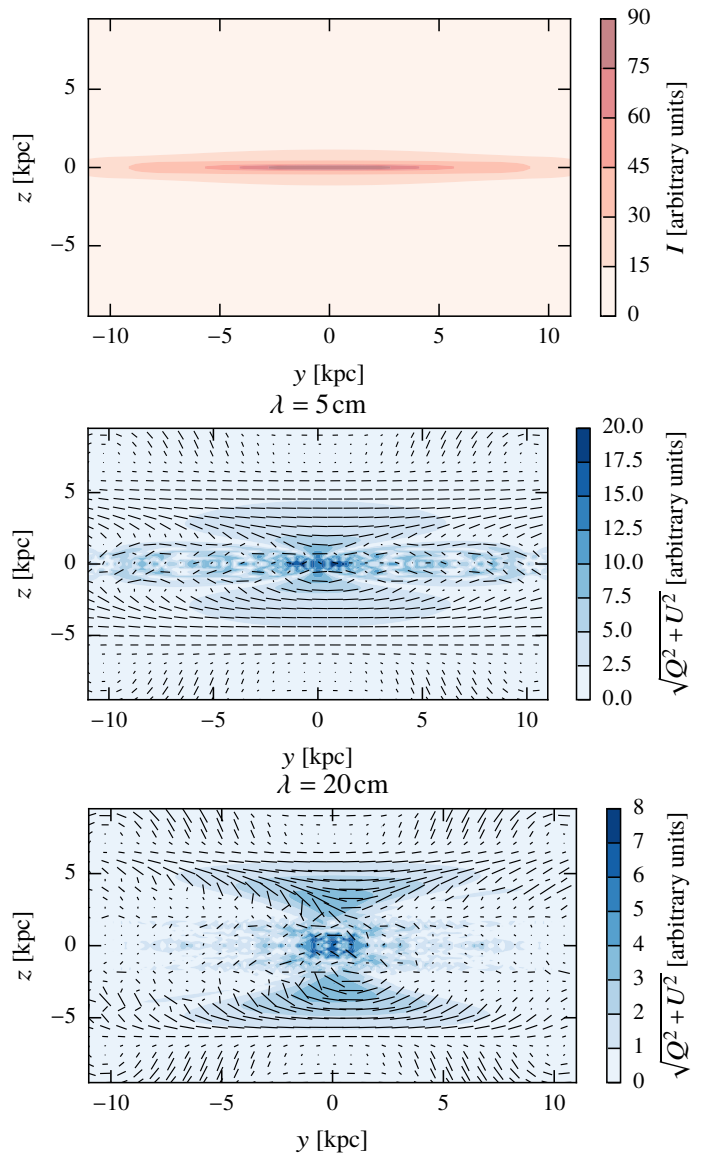 90
75
60
45
30
15
0
I [arbitrary units]
5
0
−5
z [kpc]
−10 −5 0 5 10
y [kpc]
λ = 5 cm
20.0
17.5
15.0
12.5
10.0
7.5
5.0
2.5
0.0
√Q² + U² [arbitrary units]
5
0
−5
z [kpc]
−10 −5 0 5 10
y [kpc]
λ = 20 cm
8
7
6
5
4
3
2
1
0
√Q² + U² [arbitrary units]
5
0
−5
z [kpc]
−10 −5 0 5 10
y [kpc]